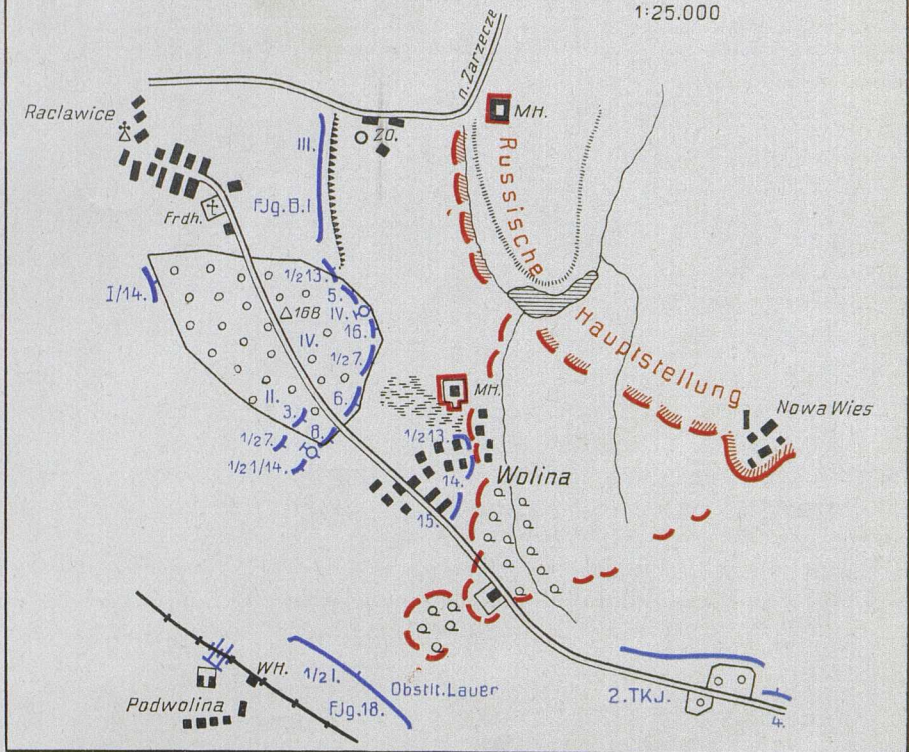 1:25.000
n. Zarzecze
Raclawice
MH.
III.
20.
Russische
FJg.B.1
Frdh.
1/2 13.
I/14.
5.
△168
IV.
16.
IV.
Hauptstellung
1/2 7.
II.
6.
MH.
3.
Nowa Wies
8.
1/2 7.
1/2 13.
1/2 1/14.
14.
Wolina
15.
WH.
1/2 I.
Obstlt. Lauer
2.TKJ.
Podwolina
FJg.18.
4.